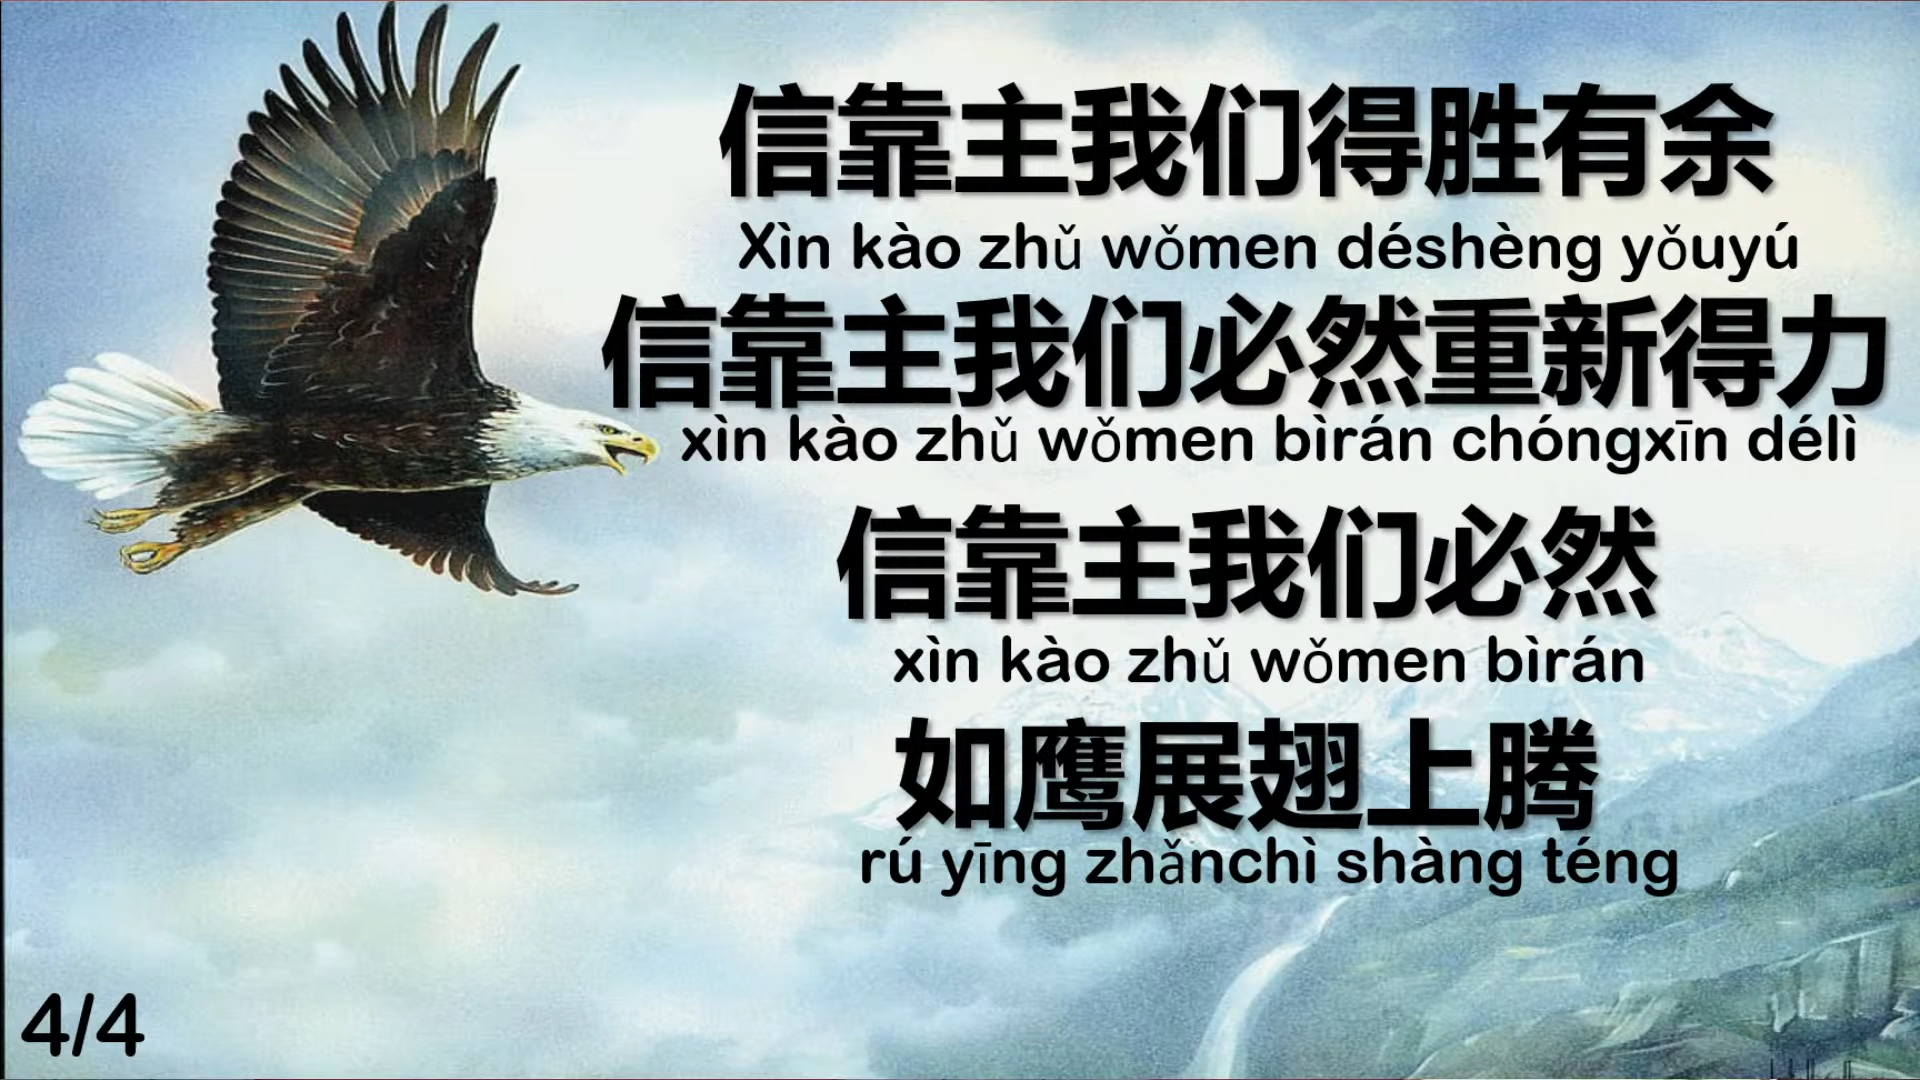 信靠主我们得胜有余
Xìn kào zhǔ wǒmen déshèng yǒuyú
信靠主我们必然重新得力
xìn kào zhǔ wǒmen bìrán chóngxīn délì
信靠主我们必然
xìn kào zhǔ wǒmen bìrán
如鹰展翅上腾
rú yīng zhǎnchì shàng téng
4/4